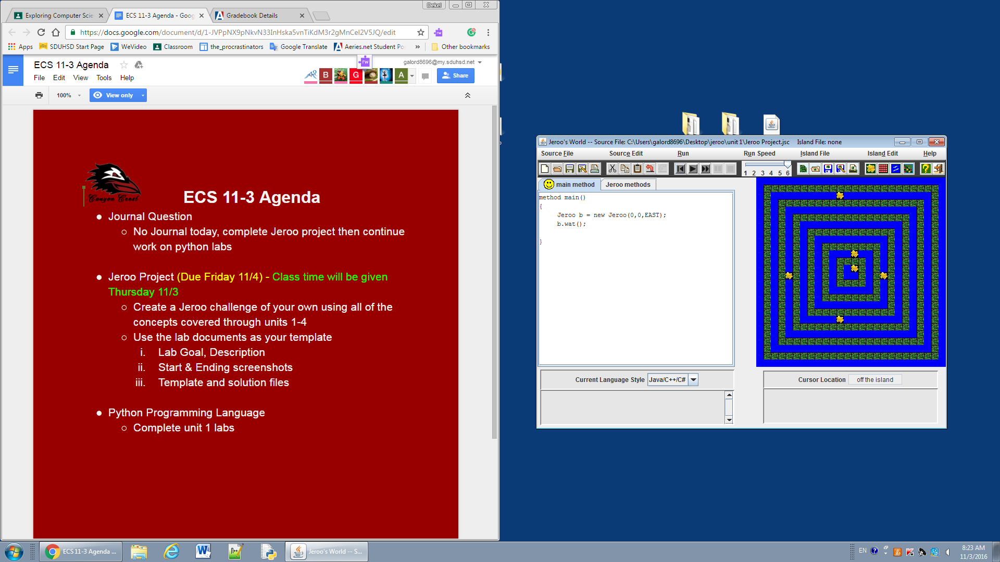 Dekel
Exploring Computer Scie
ECS 11-3 Agenda - Goog
Gradebook Details
https://docs.google.com/document/d/1-JVPpNX9pNkvN33InHska5vnTiKdM3r2gMnCel2V5JQ/edit
Apps
SDUHSD Start Page
WeVideo
Classroom
the_procrastinators
Google Translate
Aeries.net Student Po
»
Other bookmarks
rw
ECS 11-3 Agenda
galord8696@my.sduhsd.net
File Edit View Tools Help
B
G
A
Share
100%
View only
Canyon Crest
ECS 11-3 Agenda
● Journal Question
○ No Journal today, complete Jeroo project then continue
work on python labs
● Jeroo Project (Due Friday 11/4) - Class time will be given
Thursday 11/3
○ Create a Jeroo challenge of your own using all of the
concepts covered through units 1-4
○ Use the lab documents as your template
i. Lab Goal, Description
ii. Start & Ending screenshots
iii. Template and solution files
● Python Programming Language
○ Complete unit 1 labs
Jeroo's World -- Source File: C:\Users\galord8696\Desktop\jeroo\unit 1\Jeroo Project.jsc Island File: none
Source File Source Edit Run Run Speed Island File Island Edit Help
1 2 3 4 5 6
main method
Jeroo methods
method main()
{
Jeroo b = new Jeroo(0,0,EAST);
b.wat();
}
Current Language Style Java/C++/C#
Cursor Location off the island
ECS 11-3 Agenda ...
Jeroo's World -- S...
EN
8:23 AM
11/3/2016